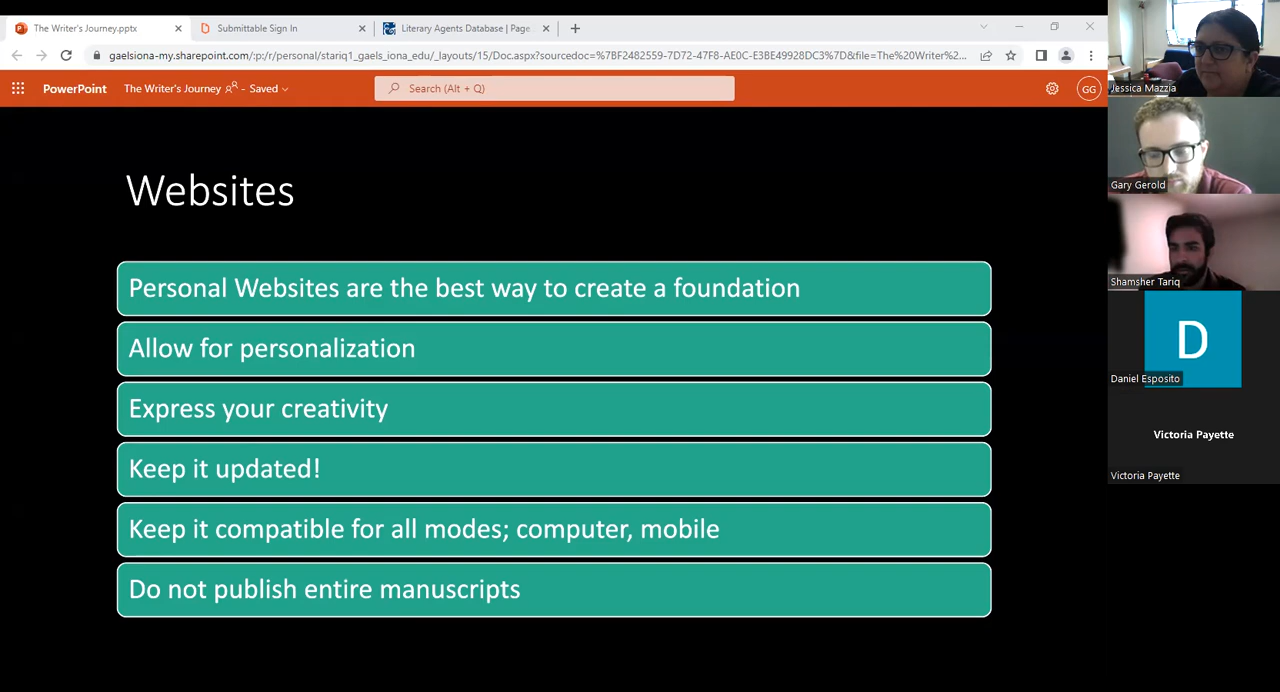 The Writer's Journey.pptx
Submittable Sign In
Literary Agents Database | Page
gaelsiona-my.sharepoint.com/:p:/r/personal/stariq1_gaels_iona_edu/_layouts/15/Doc.aspx?sourcedoc=%7BF2482559-7D72-47F8-AE0C-E3BE49928DC3%7D&file=The%20Writer%2...
PowerPoint
The Writer's Journey - Saved
Search (Alt + Q)
GG
Websites
Personal Websites are the best way to create a foundation
Allow for personalization
Express your creativity
Keep it updated!
Keep it compatible for all modes; computer, mobile
Do not publish entire manuscripts
Jessica Mazzia
Gary Gerold
Shamsher Tariq
D
Daniel Esposito
Victoria Payette
Victoria Payette